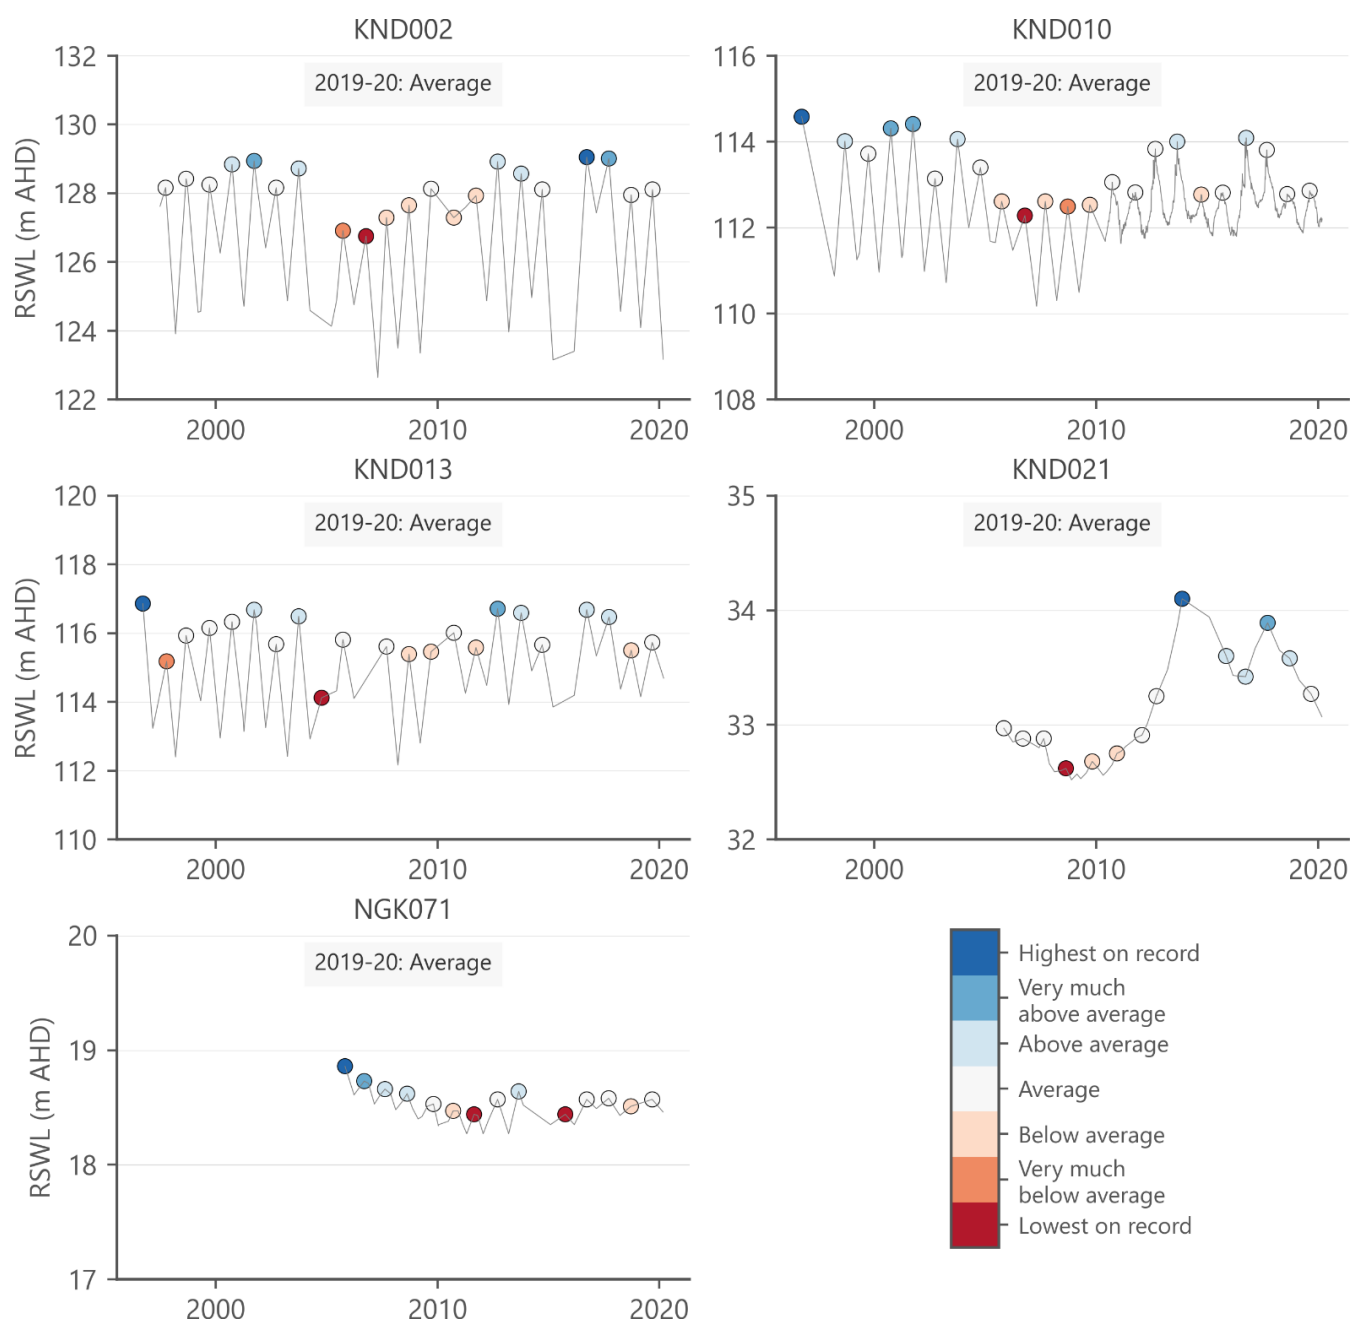 KND002
2019-20: Average
RSWL (m AHD)
132
130
128
126
124
122
2000
2010
2020
KND010
2019-20: Average
116
114
112
110
108
2000
2010
2020
KND013
2019-20: Average
RSWL (m AHD)
120
118
116
114
112
110
2000
2010
2020
KND021
2019-20: Average
35
34
33
32
2000
2010
2020
NGK071
2019-20: Average
RSWL (m AHD)
20
19
18
17
2000
2010
2020
Highest on record
Very much
above average
Above average
Average
Below average
Very much
below average
Lowest on record